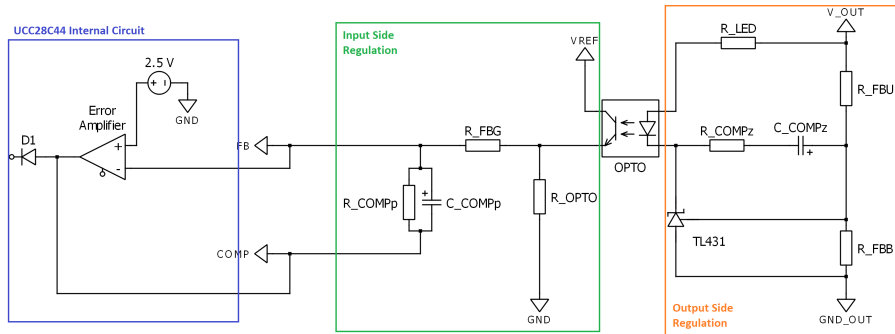 UCC28C44 Internal Circuit
2.5 V
+ -
GND
Error
Amplifier
D1
+
-
FB
COMP
Input Side
Regulation
VREF
R_FBG
R_COMPp
+
C_COMPp
R_OPTO
GND
OPTO
V_OUT
R_LED
R_FBU
R_COMPz
C_COMPz
+
TL431
R_FBB
GND_OUT
Output Side
Regulation